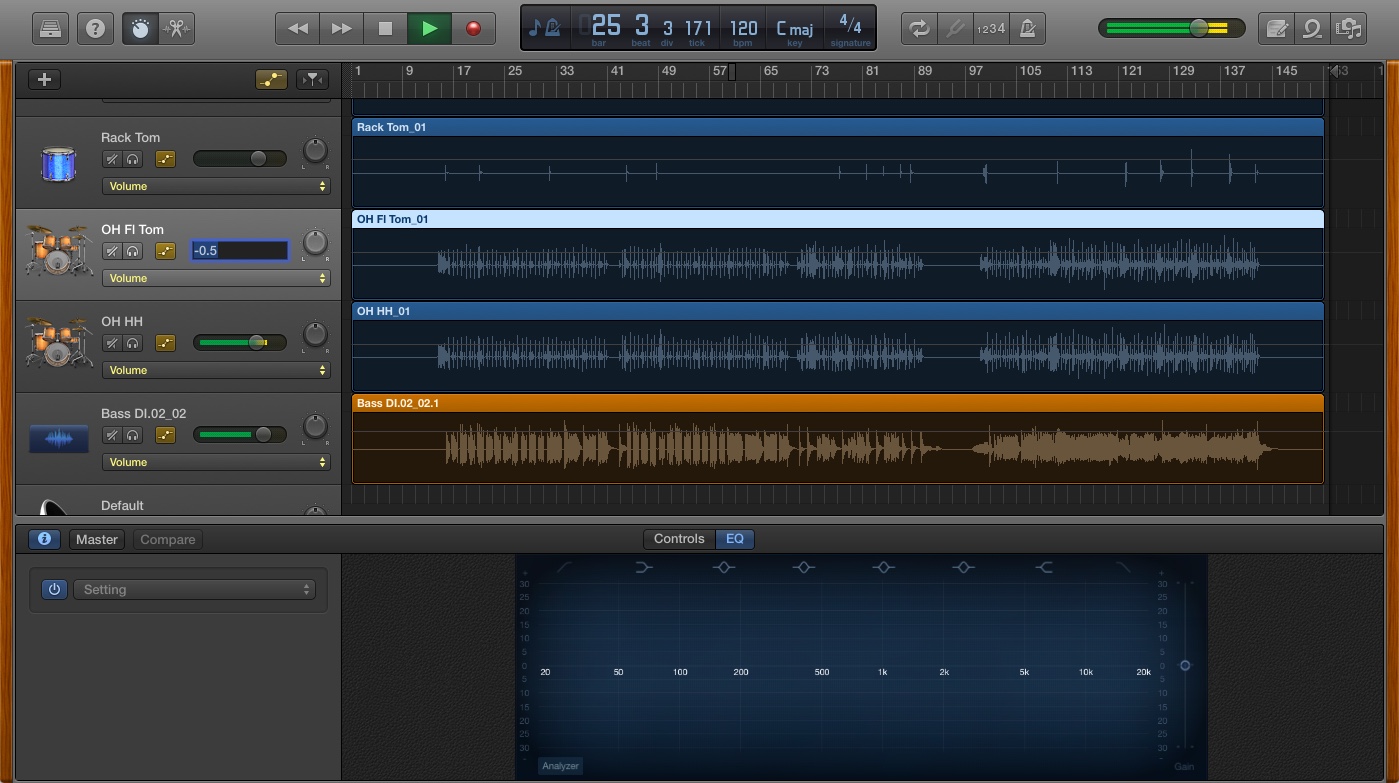 25 3 3 171 120 C maj 4/4
bar beat div tick bpm key signature
1234
1 9 17 25 33 41 49 57 65 73 81 89 97 105 113 121 129 137 145
Rack Tom
L R
Volume
Rack Tom_01
OH Fl Tom
-0.5
L R
Volume
OH Fl Tom_01
OH HH
L R
Volume
OH HH_01
Bass DI.02_02
L R
Volume
Bass DI.02_02.1
Default
Master Compare Controls EQ
Setting
+ +
30 30
25 25
20 20
15 15
10 10
5 5
0 0
20 50 100 200 500 1k 2k 5k 10k 20k
5 5
10 10
15 15
20 20
25 25
30 30
- -
Analyzer Gain